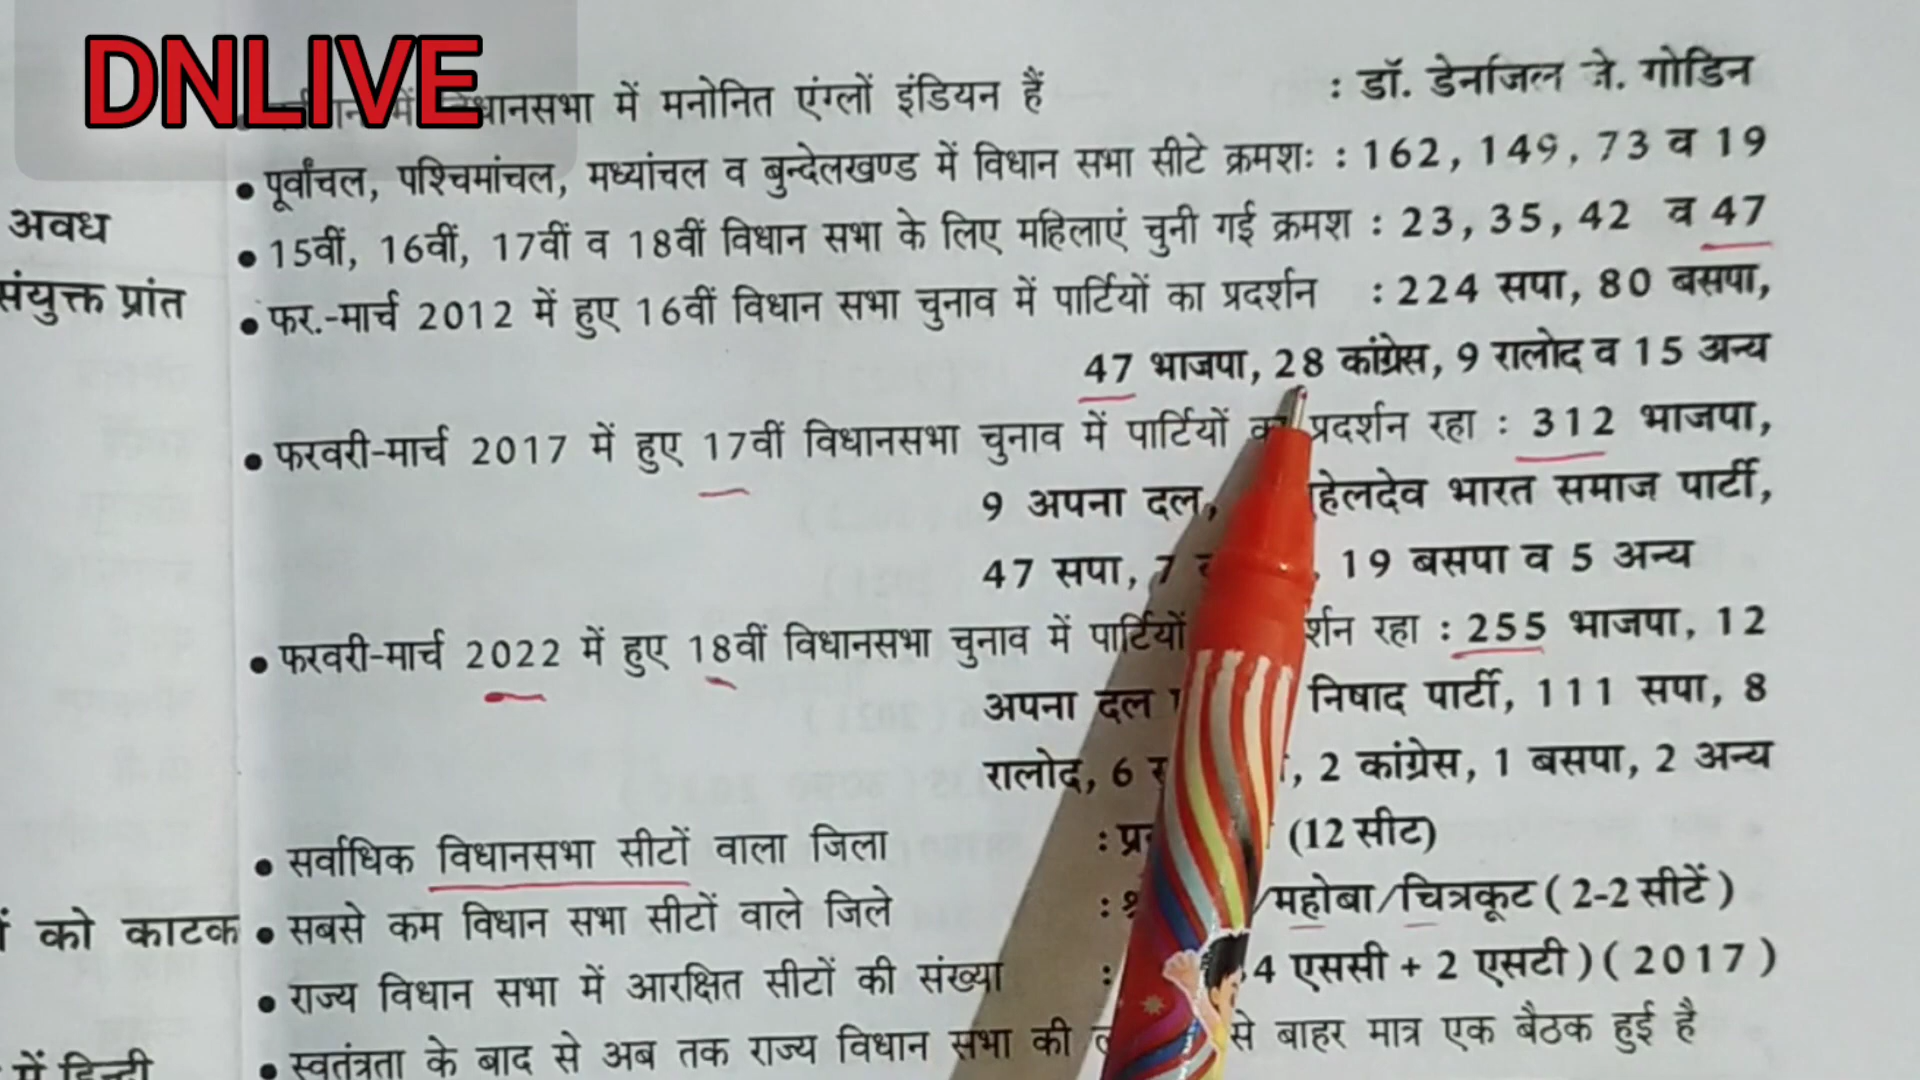 DNLIVE
में विधानसभा में मनोनित एंग्लों इंडियन हैं : डॉ. डेनजिल जे. गोडिन
• पूर्वांचल, पश्चिमांचल, मध्यांचल व बुन्देलखण्ड में विधान सभा सीटे क्रमशः : 162, 149, 73 व 19
अवध
• 15वीं, 16वीं, 17वीं व 18वीं विधान सभा के लिए महिलाएं चुनी गई क्रमश : 23, 35, 42 व 47
संयुक्त प्रांत
• फर.-मार्च 2012 में हुए 16वीं विधान सभा चुनाव में पार्टियों का प्रदर्शन : 224 सपा, 80 बसपा,
47 भाजपा, 28 कांग्रेस, 9 रालोद व 15 अन्य
• फरवरी-मार्च 2017 में हुए 17वीं विधानसभा चुनाव में पार्टियों का प्रदर्शन रहा : 312 भाजपा,
9 अपना दल, हेलदेव भारत समाज पार्टी,
47 सपा, 7 , 19 बसपा व 5 अन्य
• फरवरी-मार्च 2022 में हुए 18वीं विधानसभा चुनाव में पार्टियों र्शन रहा : 255 भाजपा, 12
अपना दल निषाद पार्टी, 111 सपा, 8
रालोद, 6 , 2 कांग्रेस, 1 बसपा, 2 अन्य
• सर्वाधिक विधानसभा सीटों वाला जिला : (12 सीट)
• सबसे कम विधान सभा सीटों वाले जिले : /महोबा/चित्रकूट ( 2-2 सीटें )
को काटक
• राज्य विधान सभा में आरक्षित सीटों की संख्या : 4 एससी + 2 एसटी ) ( 2017 )
• स्वतंत्रता के बाद से अब तक राज्य विधान सभा की से बाहर मात्र एक बैठक हुई है
में हिन्दी